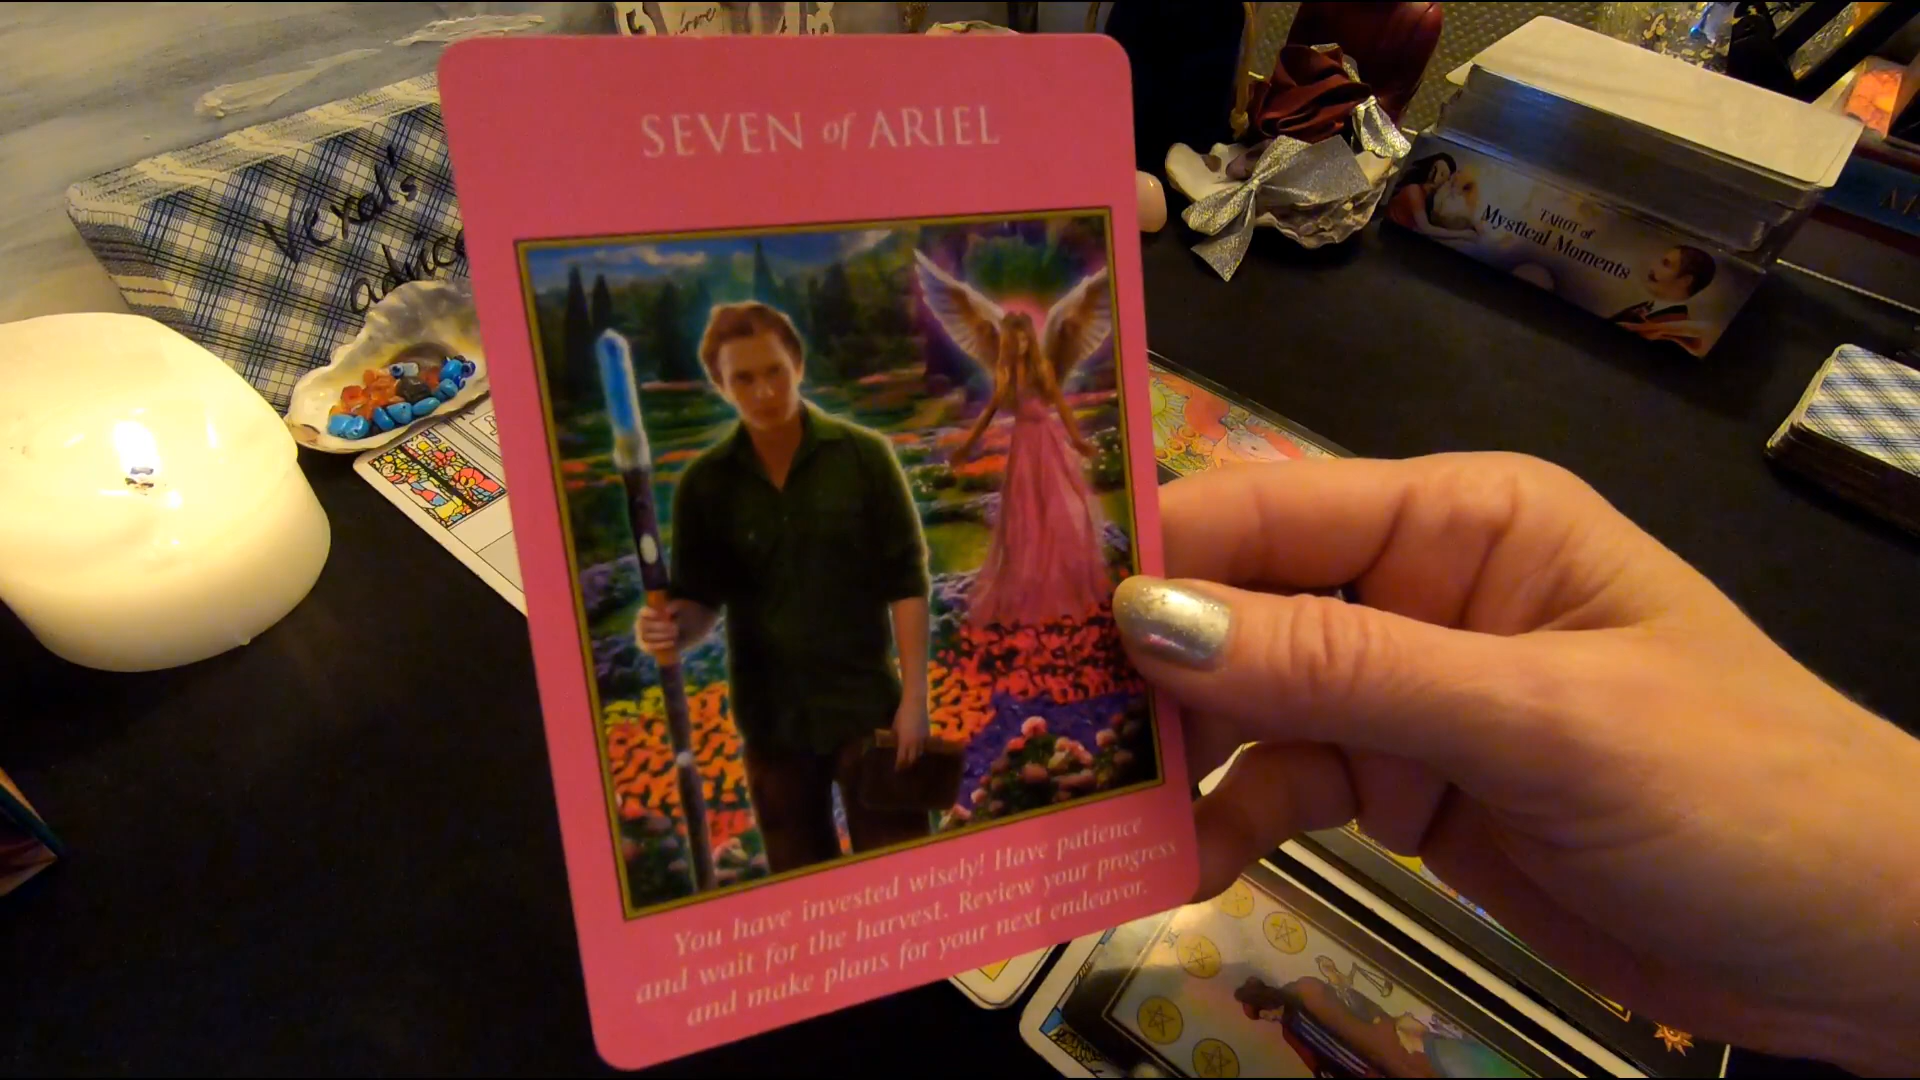 love
SEVEN of ARIEL
TAROT of
Mystical Moments
You have invested wisely! Have patience
and wait for the harvest. Review your progress
and make plans for your next endeavor.